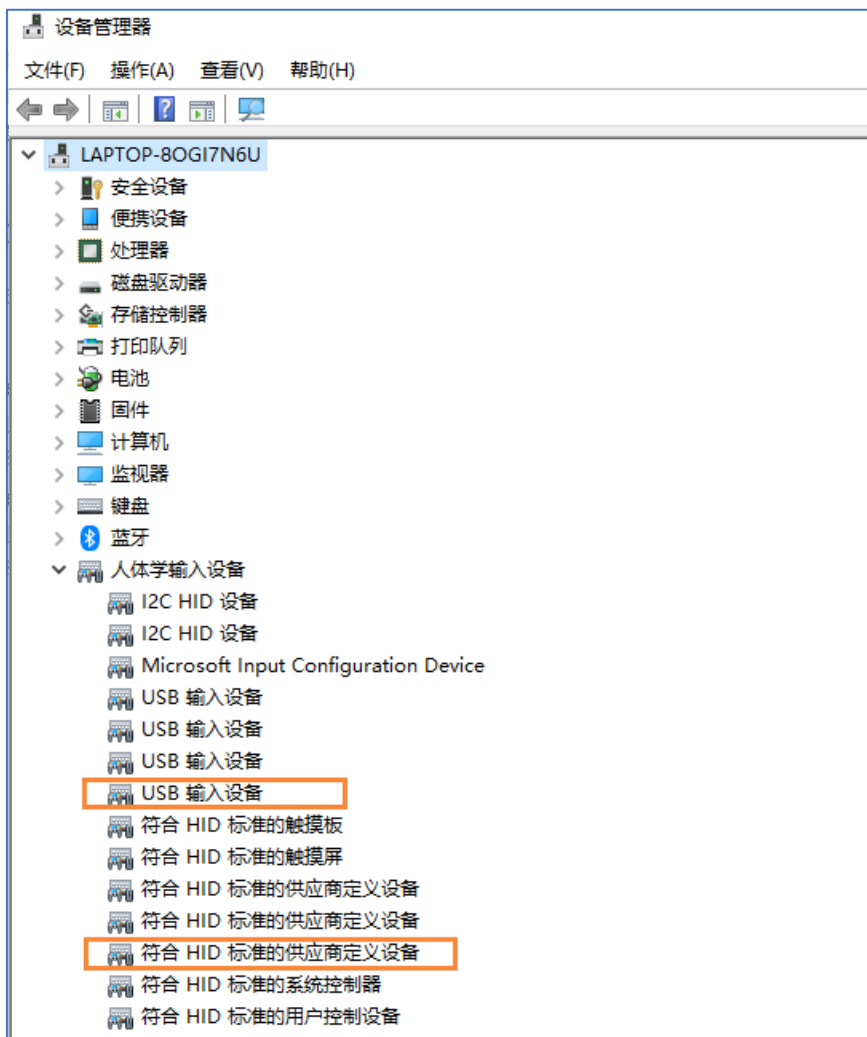 设备管理器
文件(F) 操作(A) 查看(V) 帮助(H)
LAPTOP-8OGI7N6U
安全设备
便携设备
处理器
磁盘驱动器
存储控制器
打印队列
电池
固件
计算机
监视器
键盘
蓝牙
人体学输入设备
I2C HID 设备
I2C HID 设备
Microsoft Input Configuration Device
USB 输入设备
USB 输入设备
USB 输入设备
USB 输入设备
符合 HID 标准的触摸板
符合 HID 标准的触摸屏
符合 HID 标准的供应商定义设备
符合 HID 标准的供应商定义设备
符合 HID 标准的供应商定义设备
符合 HID 标准的系统控制器
符合 HID 标准的用户控制设备